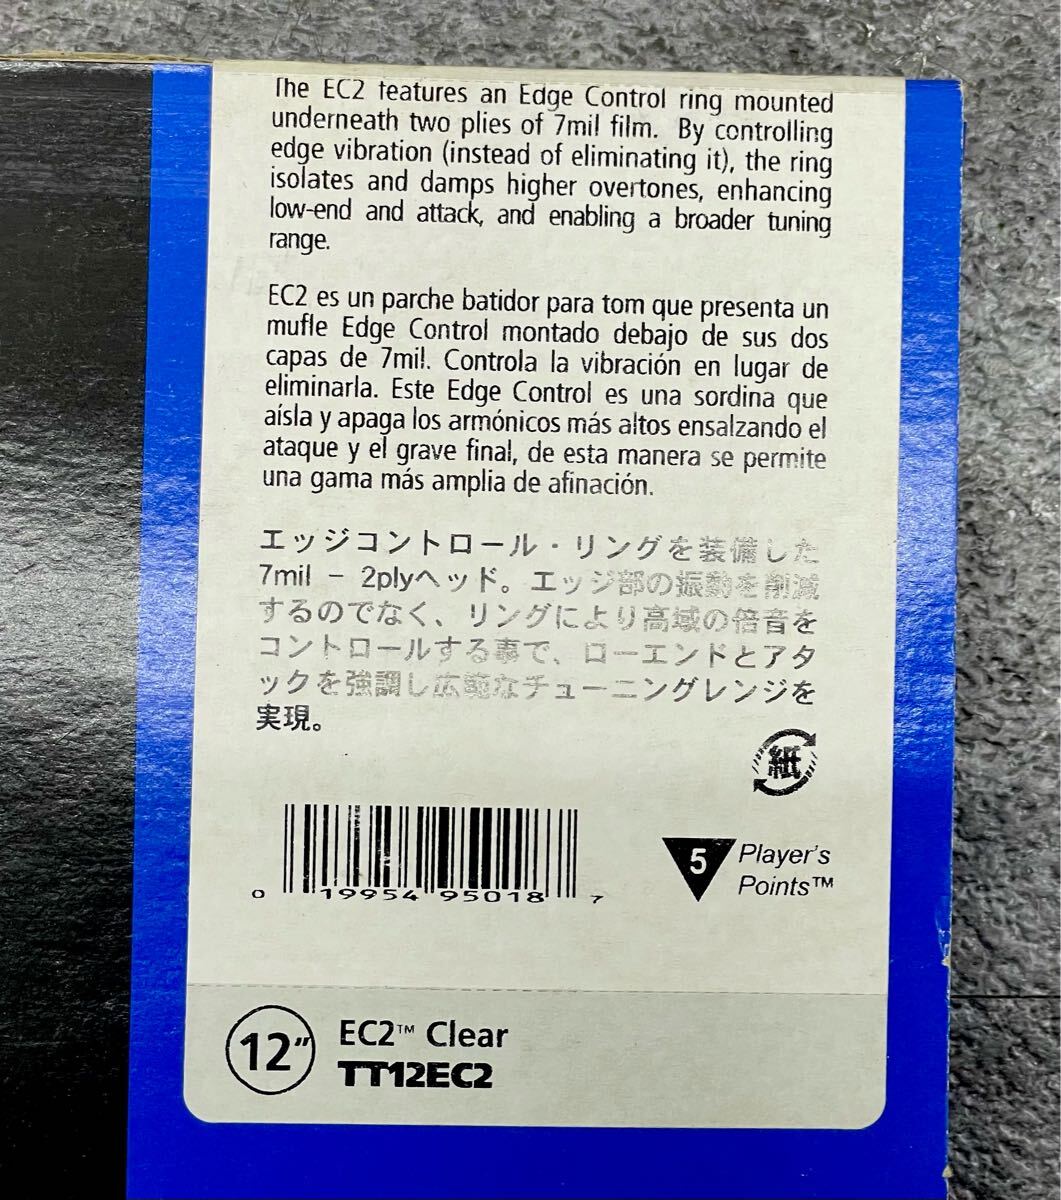 The EC2 features an Edge Control ring mounted
underneath two plies of 7mil film. By controlling
edge vibration (instead of eliminating it), the ring
isolates and damps higher overtones, enhancing
low-end and attack, and enabling a broader tuning
range.
EC2 es un parche batidor para tom que presenta un
mufle Edge Control montado debajo de sus dos
capas de 7mil. Controla la vibración en lugar de
eliminarla. Este Edge Control es una sordina que
aísla y apaga los armónicos más altos ensalzando el
ataque y el grave final, de esta manera se permite
una gama más amplia de afinación.
エッジコントロール・リングを装備した
7mil − 2plyヘッド。エッジ部の振動を削減
するのでなく、リングにより高域の倍音を
コントロールする事で、ローエンドとアタ
ックを強調し広範なチューニングレンジを
実現。
紙
0 19954 95018 7
5 Player's
Points™
12" EC2™ Clear
TT12EC2